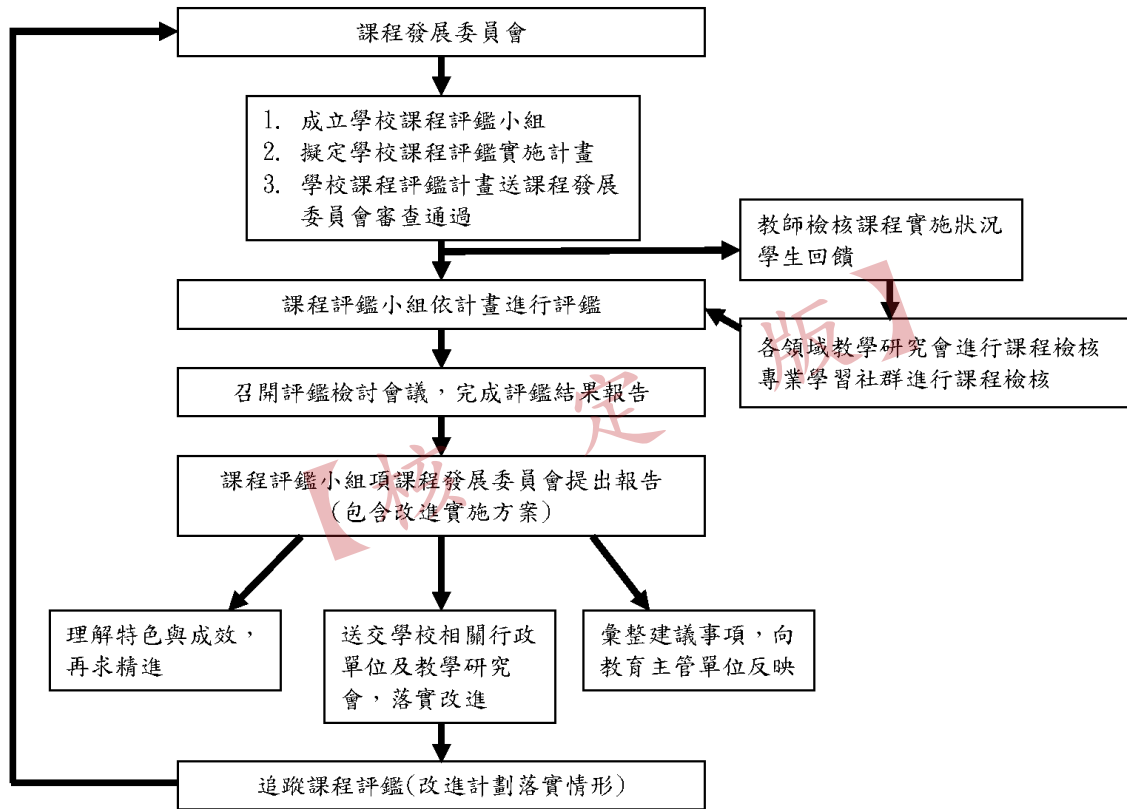 課程發展委員會
1. 成立學校課程評鑑小組
2. 擬定學校課程評鑑實施計畫
3. 學校課程評鑑計畫送課程發展
委員會審查通過
教師檢核課程實施狀況
學生回饋
課程評鑑小組依計畫進行評鑑
各領域教學研究會進行課程檢核
專業學習社群進行課程檢核
召開評鑑檢討會議，完成評鑑結果報告
課程評鑑小組項課程發展委員會提出報告
(包含改進實施方案)
理解特色與成效，
再求精進
送交學校相關行政
單位及教學研究
會，落實改進
彙整建議事項，向
教育主管單位反映
追蹤課程評鑑(改進計劃落實情形)
【核定版】